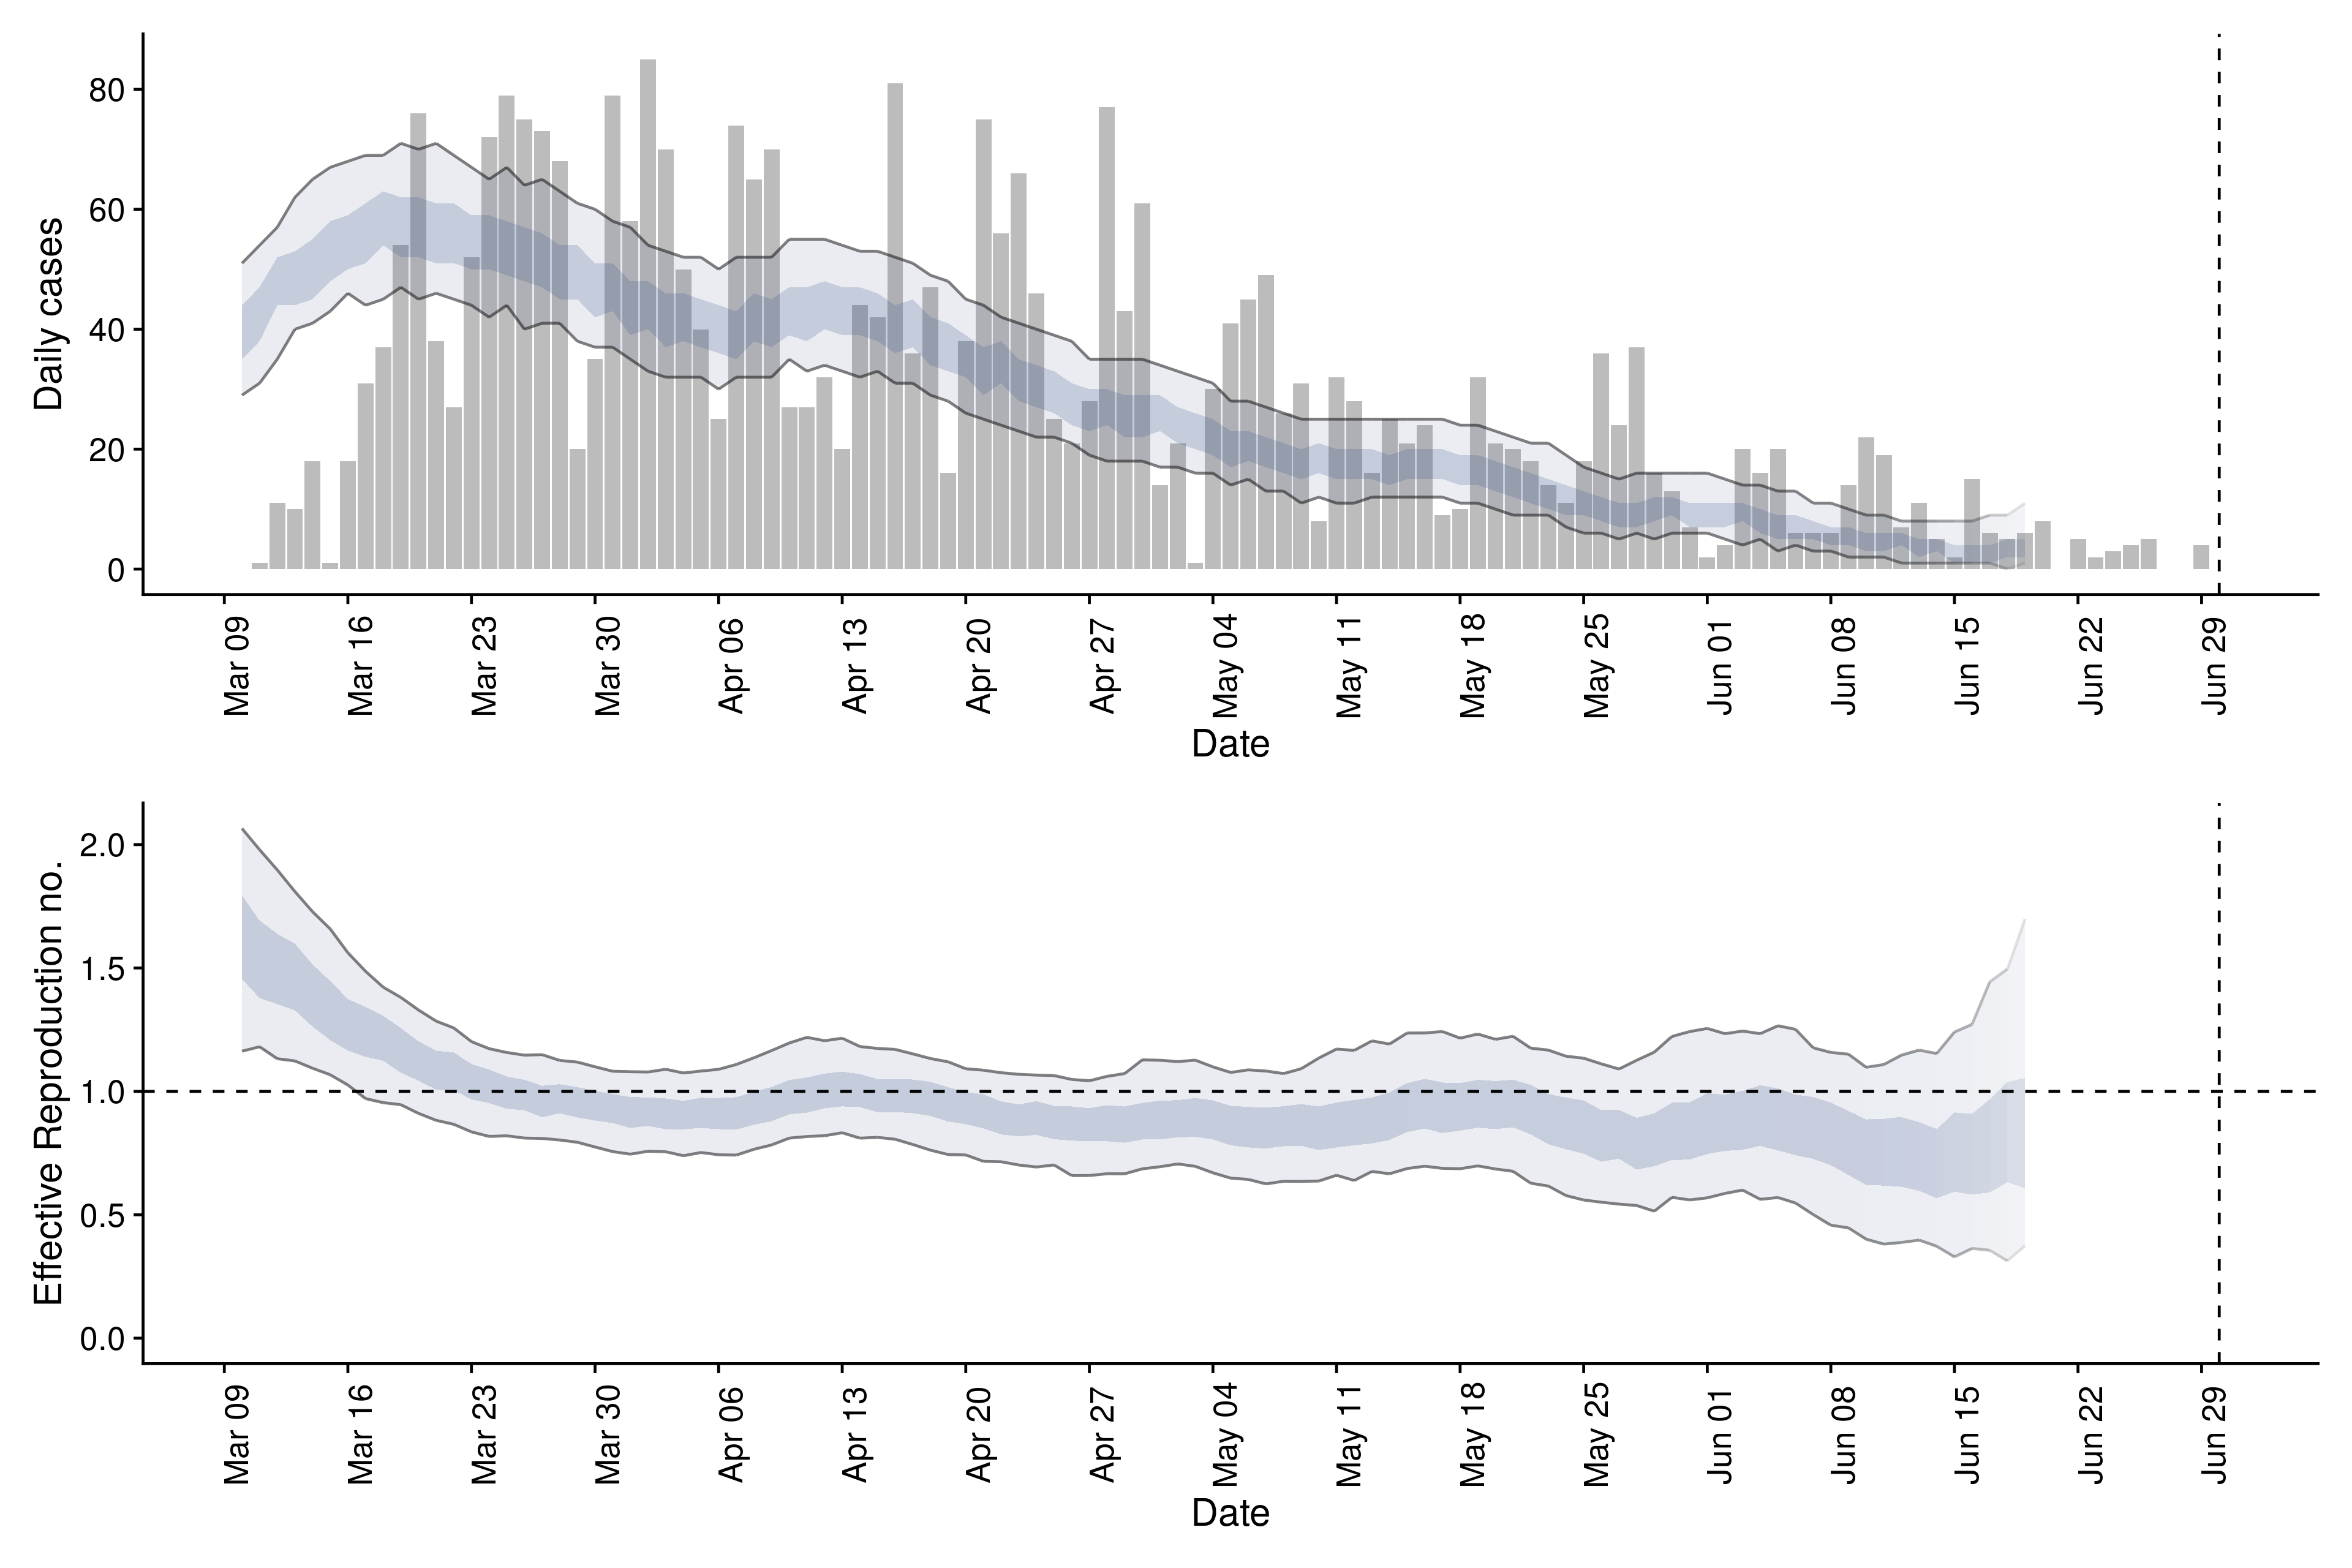 Daily cases
80
60
40
20
0
Mar 09
Mar 16
Mar 23
Mar 30
Apr 06
Apr 13
Apr 20
Apr 27
May 04
May 11
May 18
May 25
Jun 01
Jun 08
Jun 15
Jun 22
Jun 29
Date
Effective Reproduction no.
2.0
1.5
1.0
0.5
0.0
Mar 09
Mar 16
Mar 23
Mar 30
Apr 06
Apr 13
Apr 20
Apr 27
May 04
May 11
May 18
May 25
Jun 01
Jun 08
Jun 15
Jun 22
Jun 29
Date